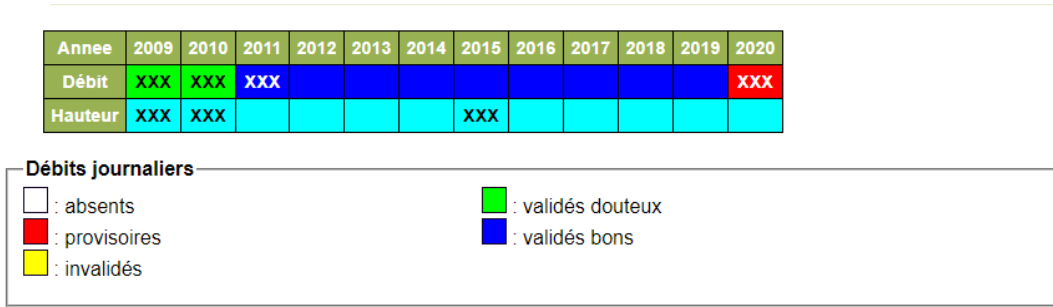 Annee 2009 2010 2011 2012 2013 2014 2015 2016 2017 2018 2019 2020
Débit XXX XXX XXX XXX
Hauteur XXX XXX XXX
Débits journaliers
: absents : validés douteux
: provisoires : validés bons
: invalidés